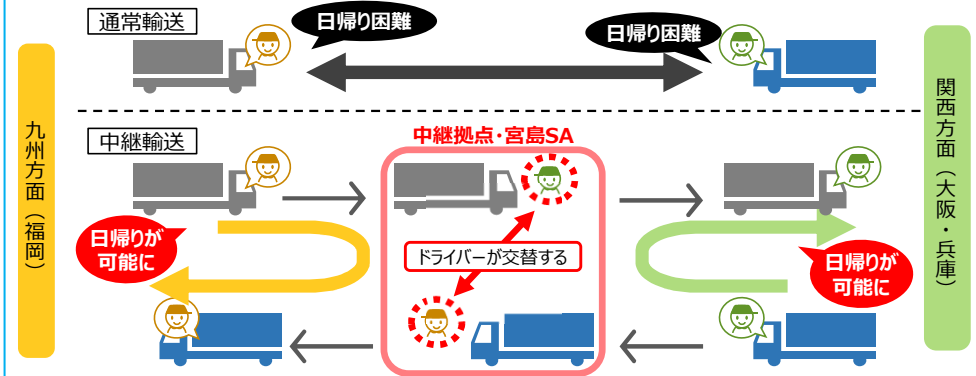 通常輸送
日帰り困難
日帰り困難
九州方面（福岡）
関西方面（大阪・兵庫）
中継輸送
中継拠点・宮島SA
日帰りが
可能に
ドライバーが交替する
日帰りが
可能に